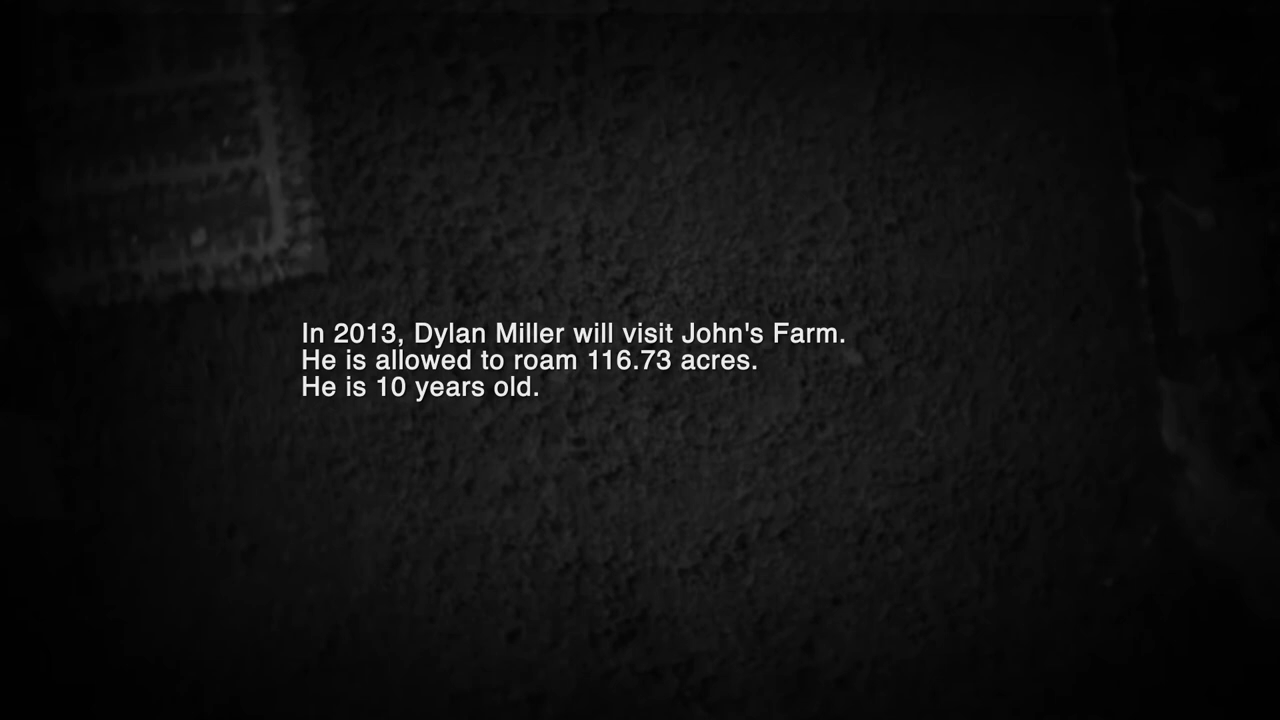 In 2013, Dylan Miller will visit John's Farm.
He is allowed to roam 116.73 acres.
He is 10 years old.